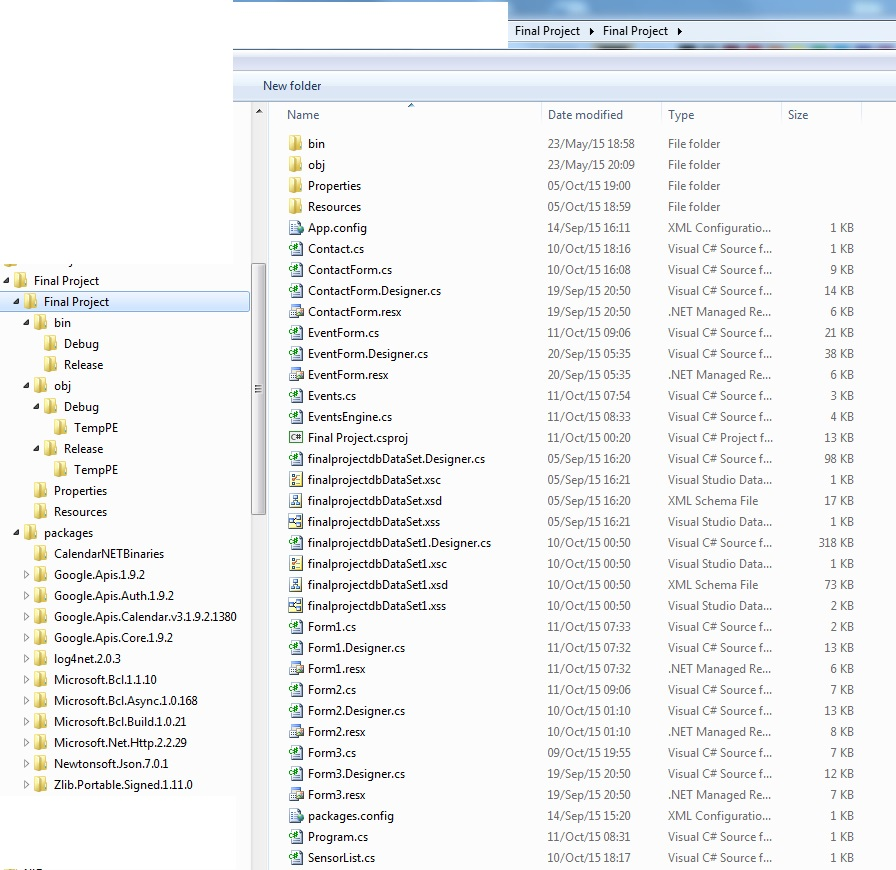 Final Project ▸ Final Project ▸
New folder
Name Date modified Type Size
bin 23/May/15 18:58 File folder
obj 23/May/15 20:09 File folder
Properties 05/Oct/15 19:00 File folder
Resources 05/Oct/15 18:59 File folder
App.config 14/Sep/15 16:11 XML Configuratio... 1 KB
Contact.cs 10/Oct/15 18:16 Visual C# Source f... 1 KB
ContactForm.cs 10/Oct/15 16:08 Visual C# Source f... 9 KB
ContactForm.Designer.cs 19/Sep/15 20:50 Visual C# Source f... 14 KB
ContactForm.resx 19/Sep/15 20:50 .NET Managed Re... 6 KB
EventForm.cs 11/Oct/15 09:06 Visual C# Source f... 21 KB
EventForm.Designer.cs 20/Sep/15 05:35 Visual C# Source f... 38 KB
EventForm.resx 20/Sep/15 05:35 .NET Managed Re... 6 KB
Events.cs 11/Oct/15 07:54 Visual C# Source f... 3 KB
EventsEngine.cs 11/Oct/15 08:33 Visual C# Source f... 4 KB
Final Project.csproj 11/Oct/15 00:20 Visual C# Project f... 13 KB
finalprojectdbDataSet.Designer.cs 05/Sep/15 16:20 Visual C# Source f... 98 KB
finalprojectdbDataSet.xsc 05/Sep/15 16:21 Visual Studio Data... 1 KB
finalprojectdbDataSet.xsd 05/Sep/15 16:20 XML Schema File 17 KB
finalprojectdbDataSet.xss 05/Sep/15 16:21 Visual Studio Data... 1 KB
finalprojectdbDataSet1.Designer.cs 10/Oct/15 00:50 Visual C# Source f... 318 KB
finalprojectdbDataSet1.xsc 10/Oct/15 00:50 Visual Studio Data... 1 KB
finalprojectdbDataSet1.xsd 10/Oct/15 00:50 XML Schema File 73 KB
finalprojectdbDataSet1.xss 10/Oct/15 00:50 Visual Studio Data... 2 KB
Form1.cs 11/Oct/15 07:33 Visual C# Source f... 2 KB
Form1.Designer.cs 11/Oct/15 07:32 Visual C# Source f... 13 KB
Form1.resx 11/Oct/15 07:32 .NET Managed Re... 6 KB
Form2.cs 11/Oct/15 09:06 Visual C# Source f... 7 KB
Form2.Designer.cs 10/Oct/15 01:10 Visual C# Source f... 13 KB
Form2.resx 10/Oct/15 01:10 .NET Managed Re... 8 KB
Form3.cs 09/Oct/15 19:55 Visual C# Source f... 7 KB
Form3.Designer.cs 19/Sep/15 20:50 Visual C# Source f... 12 KB
Form3.resx 19/Sep/15 20:50 .NET Managed Re... 7 KB
packages.config 14/Sep/15 15:20 XML Configuratio... 1 KB
Program.cs 11/Oct/15 08:31 Visual C# Source f... 1 KB
SensorList.cs 10/Oct/15 18:17 Visual C# Source f... 1 KB
Final Project
Final Project
bin
Debug
Release
obj
Debug
TempPE
Release
TempPE
Properties
Resources
packages
CalendarNETBinaries
Google.Apis.1.9.2
Google.Apis.Auth.1.9.2
Google.Apis.Calendar.v3.1.9.2.1380
Google.Apis.Core.1.9.2
log4net.2.0.3
Microsoft.Bcl.1.1.10
Microsoft.Bcl.Async.1.0.168
Microsoft.Bcl.Build.1.0.21
Microsoft.Net.Http.2.2.29
Newtonsoft.Json.7.0.1
Zlib.Portable.Signed.1.11.0